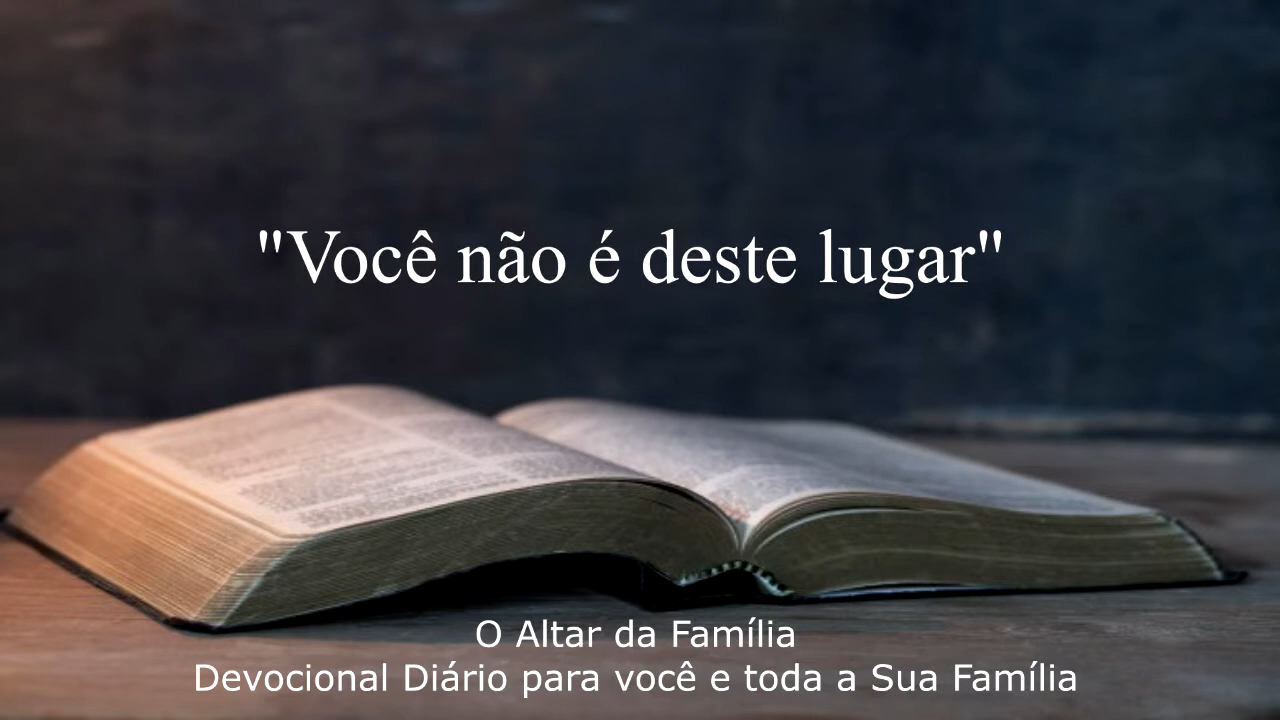 "Você não é deste lugar"
O Altar da Família
Devocional Diário para você e toda a Sua Família